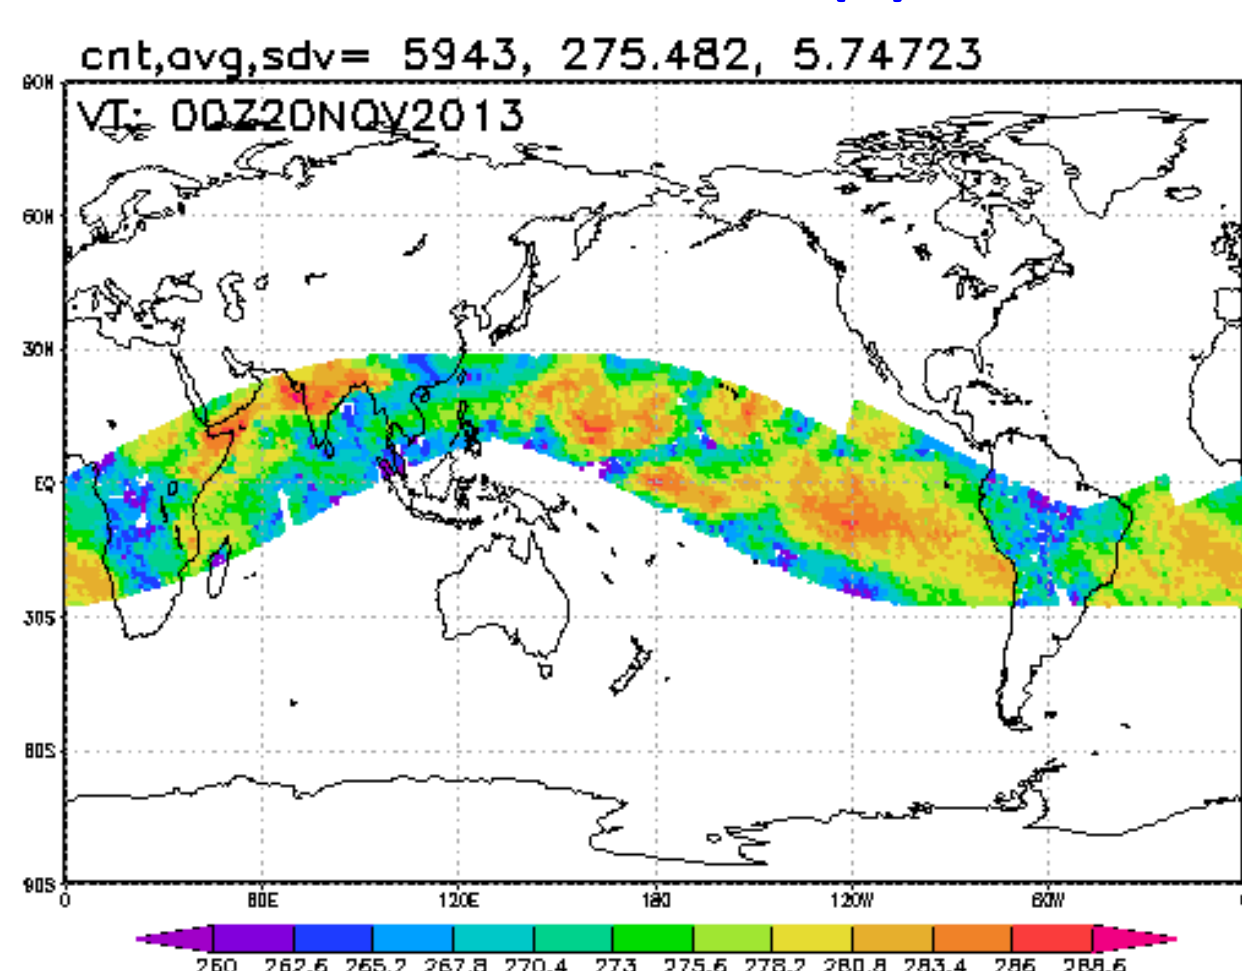 cnt,avg,sdv= 5943, 275.482, 5.74723
VT: 00Z20NOV2013
90N
60N
30N
EQ
30S
60S
90S
0 60E 120E 180 120W 60W
260 262.6 265.2 267.8 270.4 273 275.6 278.2 280.8 283.4 286 288.6